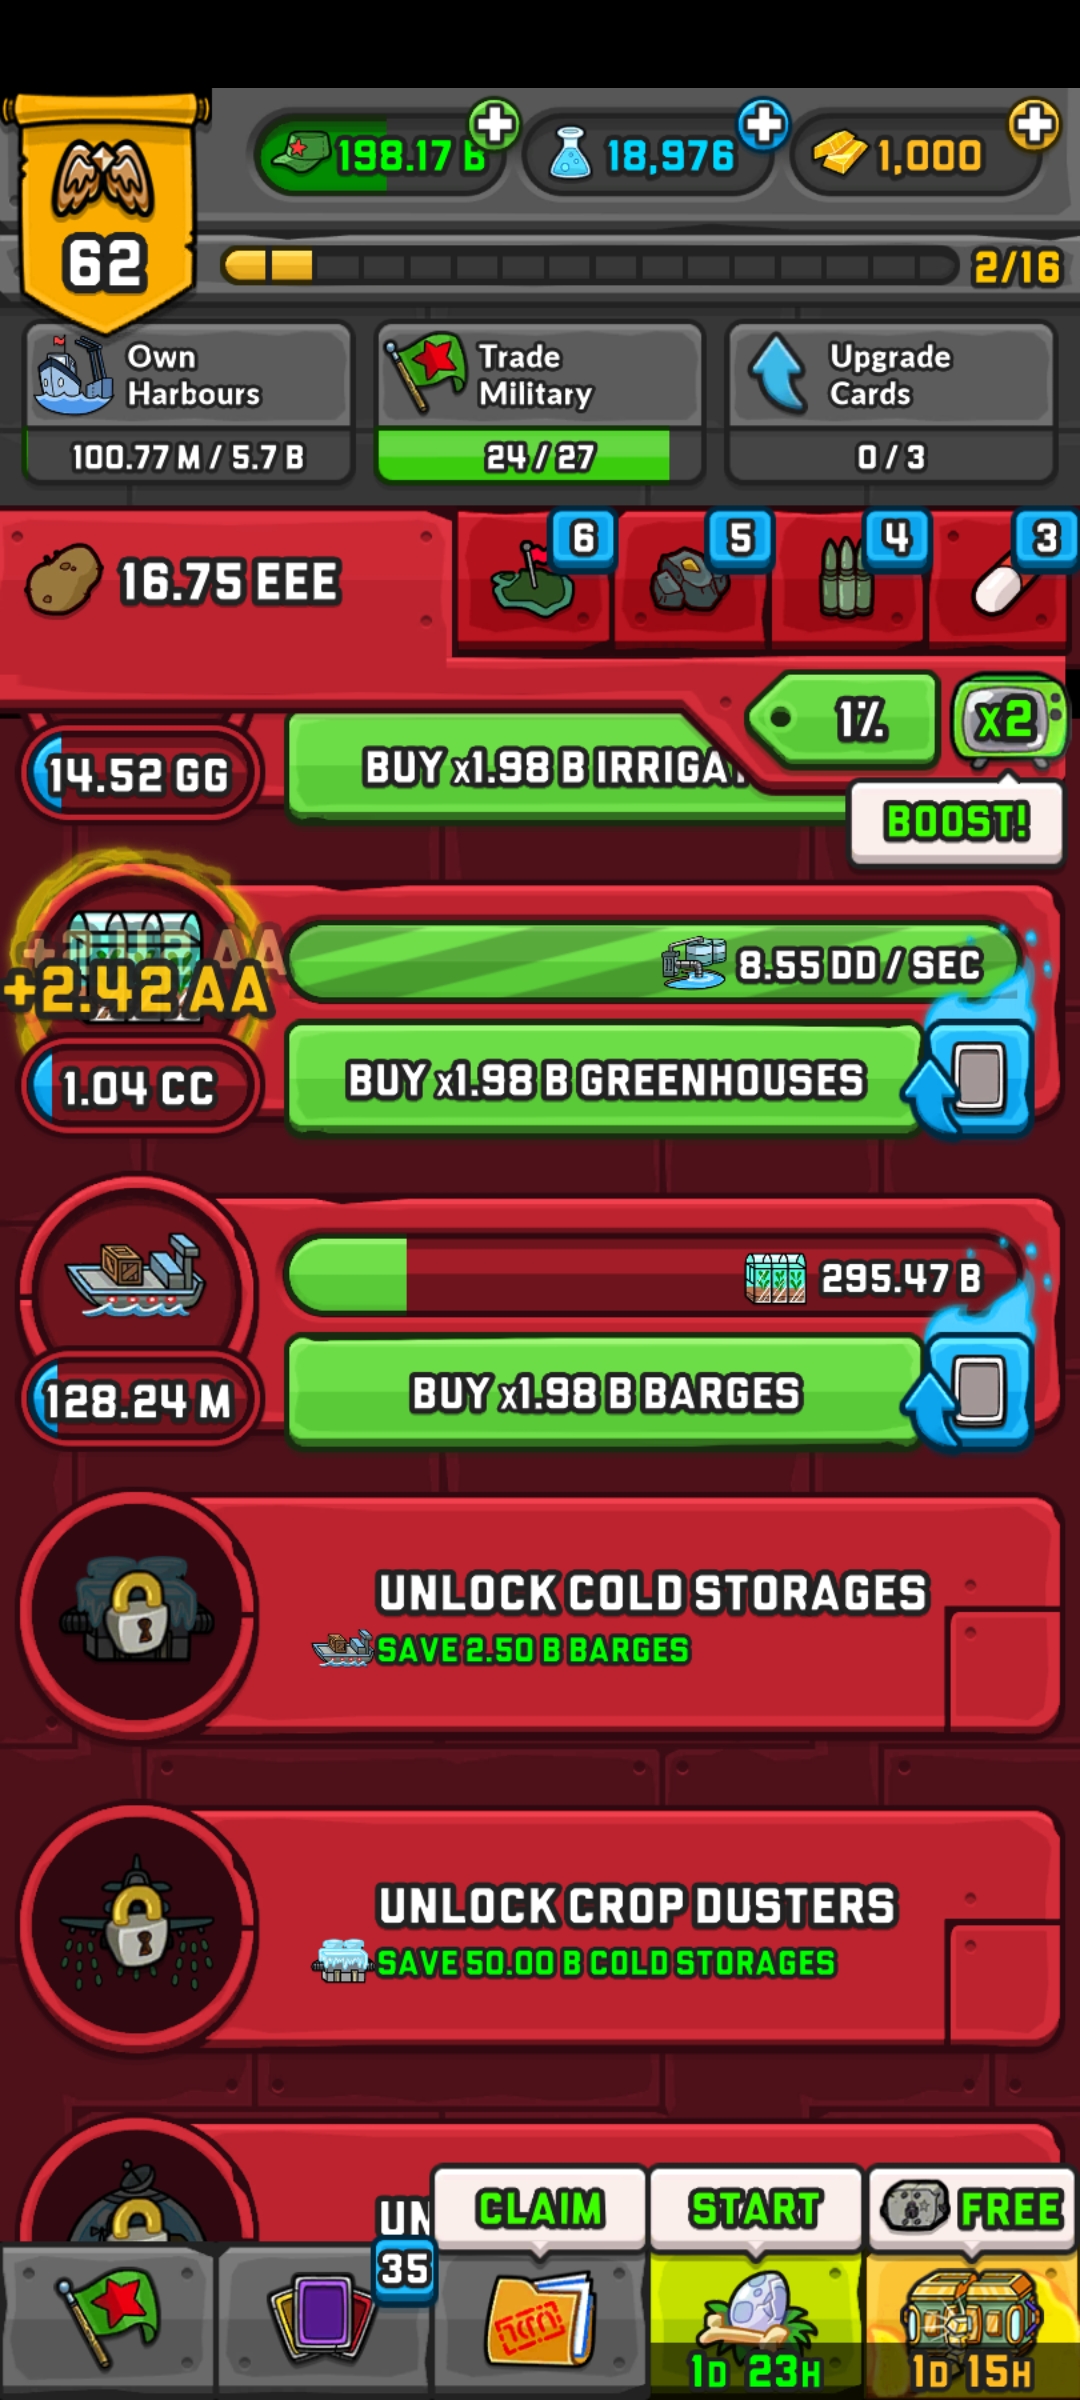 198.17 B
18,976
1,000
62
2/16
Own
Harbours
Trade
Military
Upgrade
Cards
100.77 M / 5.7 B
24 / 27
0 / 3
16.75 EEE
6
5
4
3
1%
x2
14.52 GG
BUY x1.98 B
BOOST!
+2.42 AA
8.55 DD / SEC
1.04 CC
BUY x1.98 B GREENHOUSES
295.47 B
128.24 M
BUY x1.98 B BARGES
UNLOCK COLD STORAGES
SAVE 2.50 B BARGES
UNLOCK CROP DUSTERS
SAVE 50.00 B COLD STORAGES
UN
CLAIM
START
FREE
35
1D 23H
1D 15H